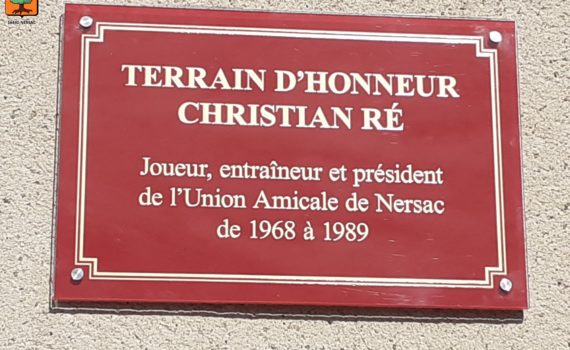 TERRAIN D'HONNEUR
CHRISTIAN RÉ
Joueur, entraîneur et président
de l'Union Amicale de Nersac
de 1968 à 1989